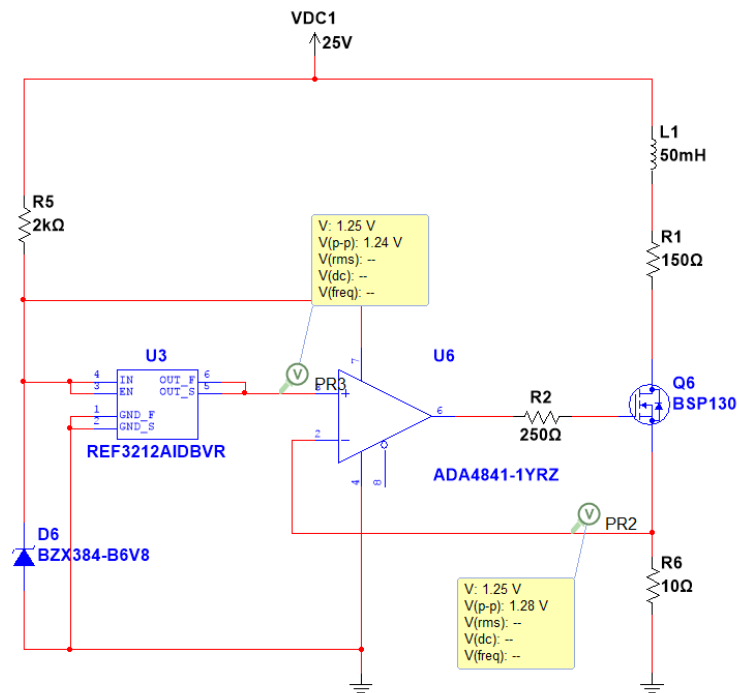 VDC1
25V
L1
50mH
R5
2kΩ
V: 1.25 V
V(p-p): 1.24 V
V(rms): --
V(dc): --
V(freq): --
R1
150Ω
U3
7
U6
4
IN
OUT_F
6
3
EN
OUT_S
5
PR3
3
+
Q6
BSP130
1
GND_F
2
GND_S
6
R2
250Ω
2
−
REF3212AIDBVR
4
8
ADA4841-1YRZ
PR2
D6
BZX384-B6V8
R6
10Ω
V: 1.25 V
V(p-p): 1.28 V
V(rms): --
V(dc): --
V(freq): --